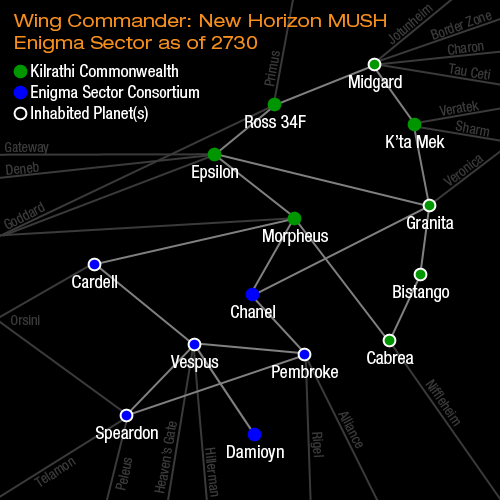 Wing Commander: New Horizon MUSH
Enigma Sector as of 2730
Kilrathi Commonwealth
Enigma Sector Consortium
Inhabited Planet(s)
Jotunheim
Border Zone
Charon
Tau Ceti
Primus
Midgard
Ross 34F
Veratek
K'ta Mek
Sharm
Gateway
Deneb
Epsilon
Veronica
Goddard
Granita
Morpheus
Cardell
Bistango
Chanel
Orsini
Vespus
Pembroke
Cabrea
Niffleheim
Speardon
Damioyn
Alliance
Rigel
Heaven's Gate
Hillerman
Peleus
Telamon